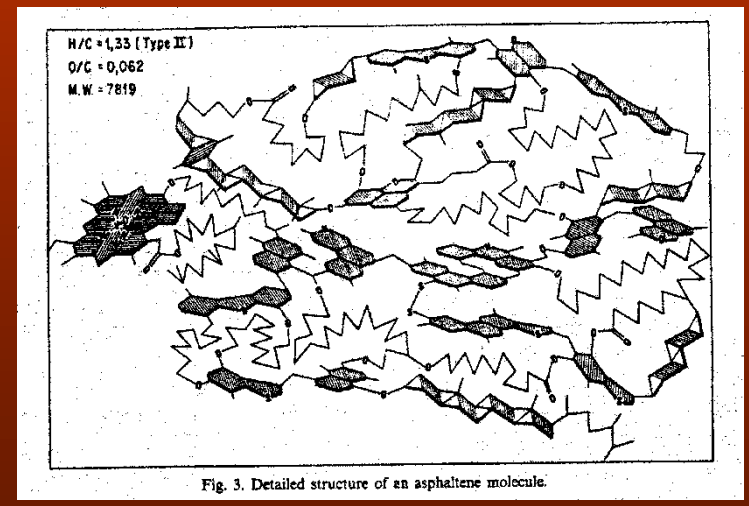 H/C = 1,33 (Type II)
O/C = 0,062
M.W. = 7819
Fig. 3. Detailed structure of an asphaltene molecule.